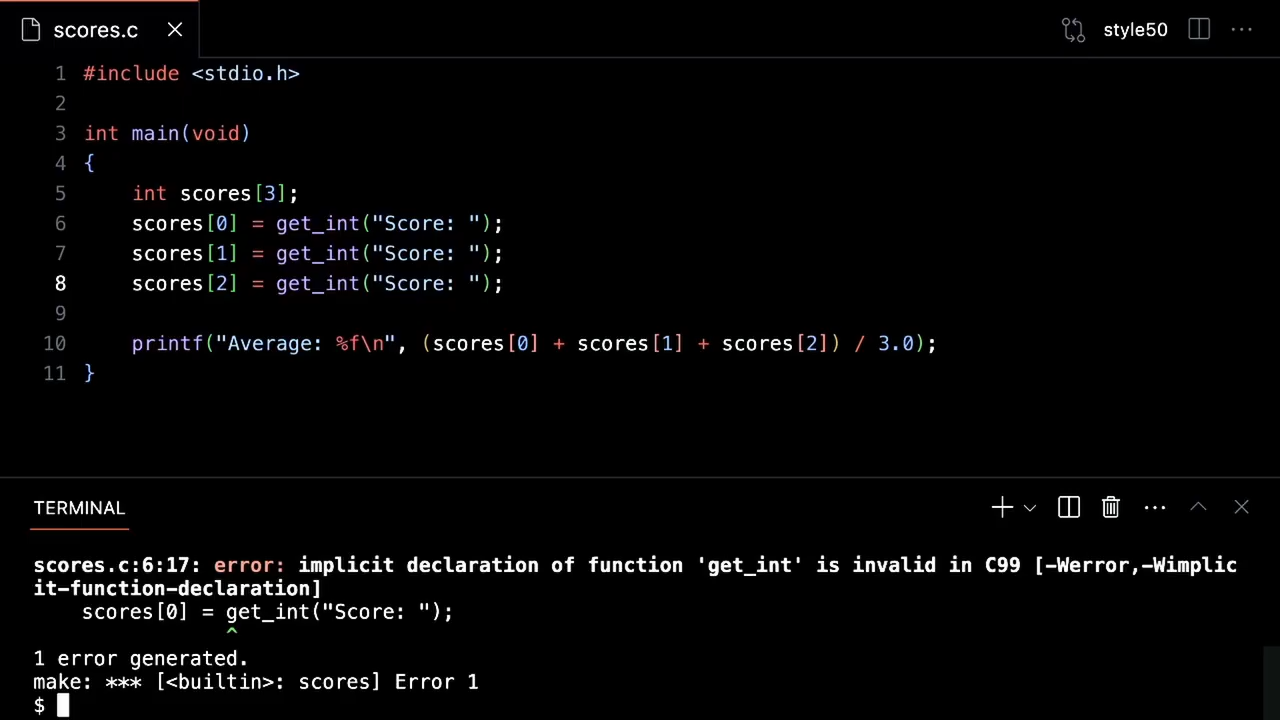 scores.c
style50
1 #include <stdio.h>
2
3 int main(void)
4 {
5     int scores[3];
6     scores[0] = get_int("Score: ");
7     scores[1] = get_int("Score: ");
8     scores[2] = get_int("Score: ");
9
10     printf("Average: %f\n", (scores[0] + scores[1] + scores[2]) / 3.0);
11 }
TERMINAL
scores.c:6:17: error: implicit declaration of function 'get_int' is invalid in C99 [-Werror,-Wimplic
it-function-declaration]
    scores[0] = get_int("Score: ");
                ^
1 error generated.
make: *** [<builtin>: scores] Error 1
$